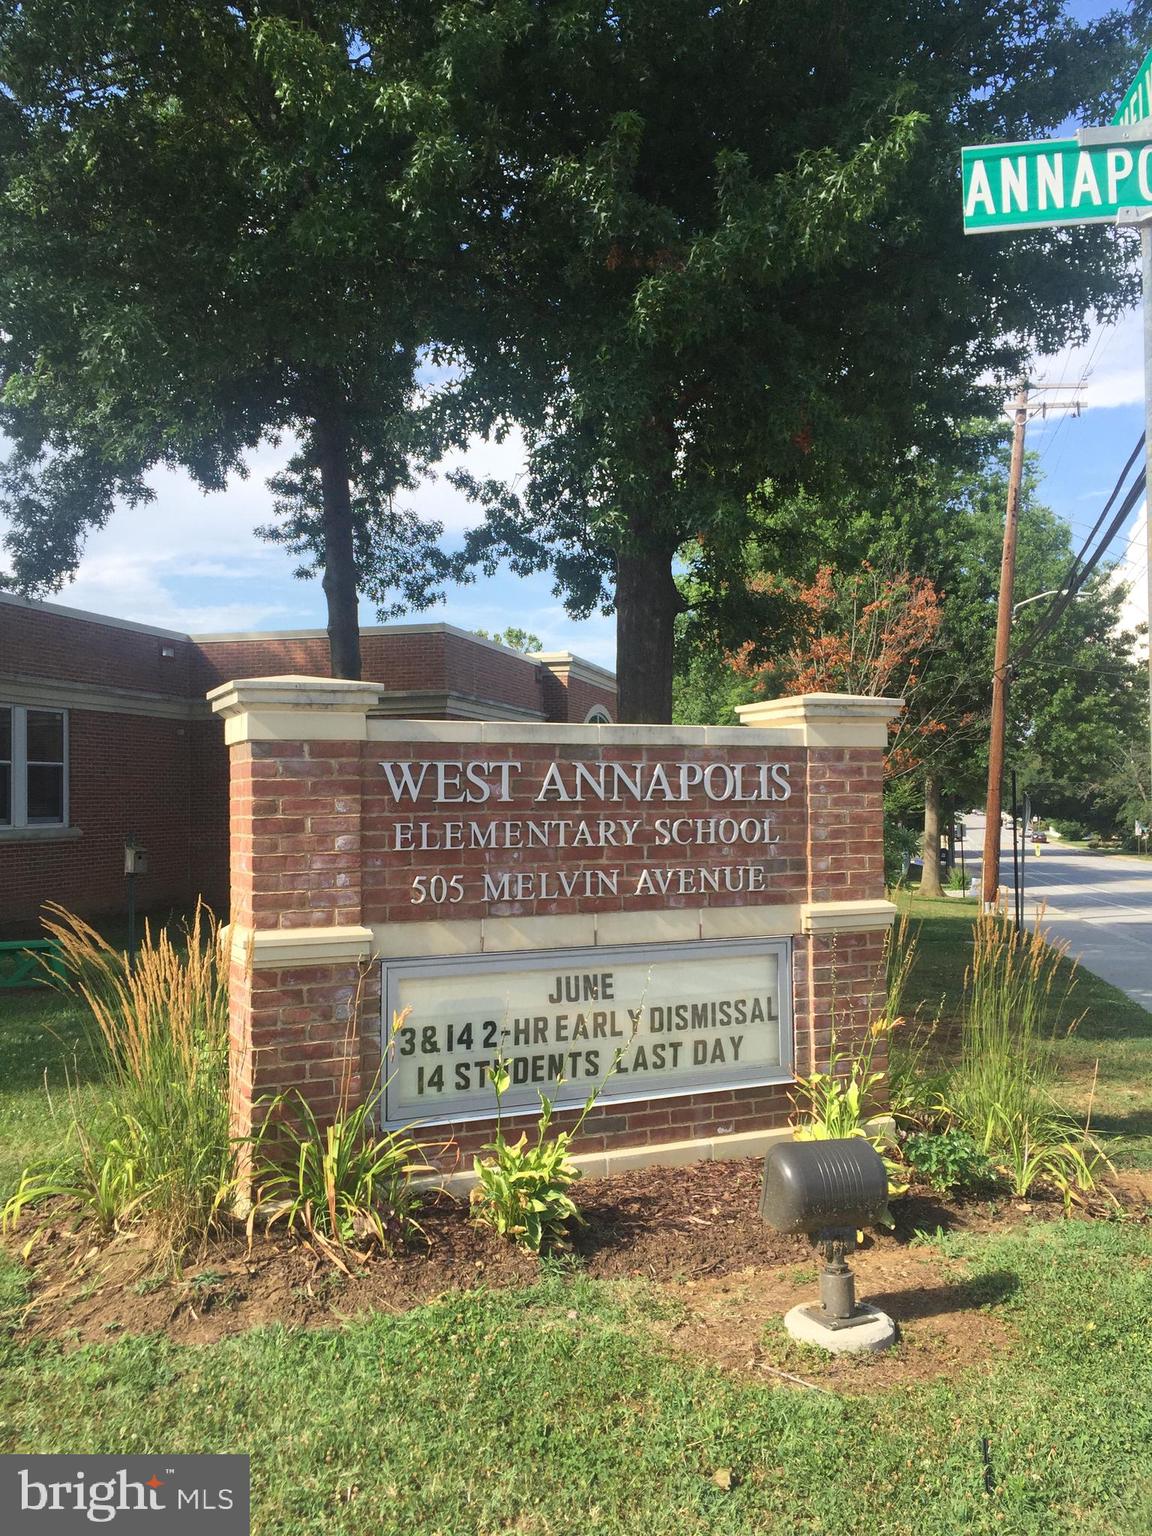 ANNAPO
WEST ANNAPOLIS
ELEMENTARY SCHOOL
505 MELVIN AVENUE
JUNE
3&14 2-HR EARLY DISMISSAL
14 STUDENTS LAST DAY
bright™ MLS